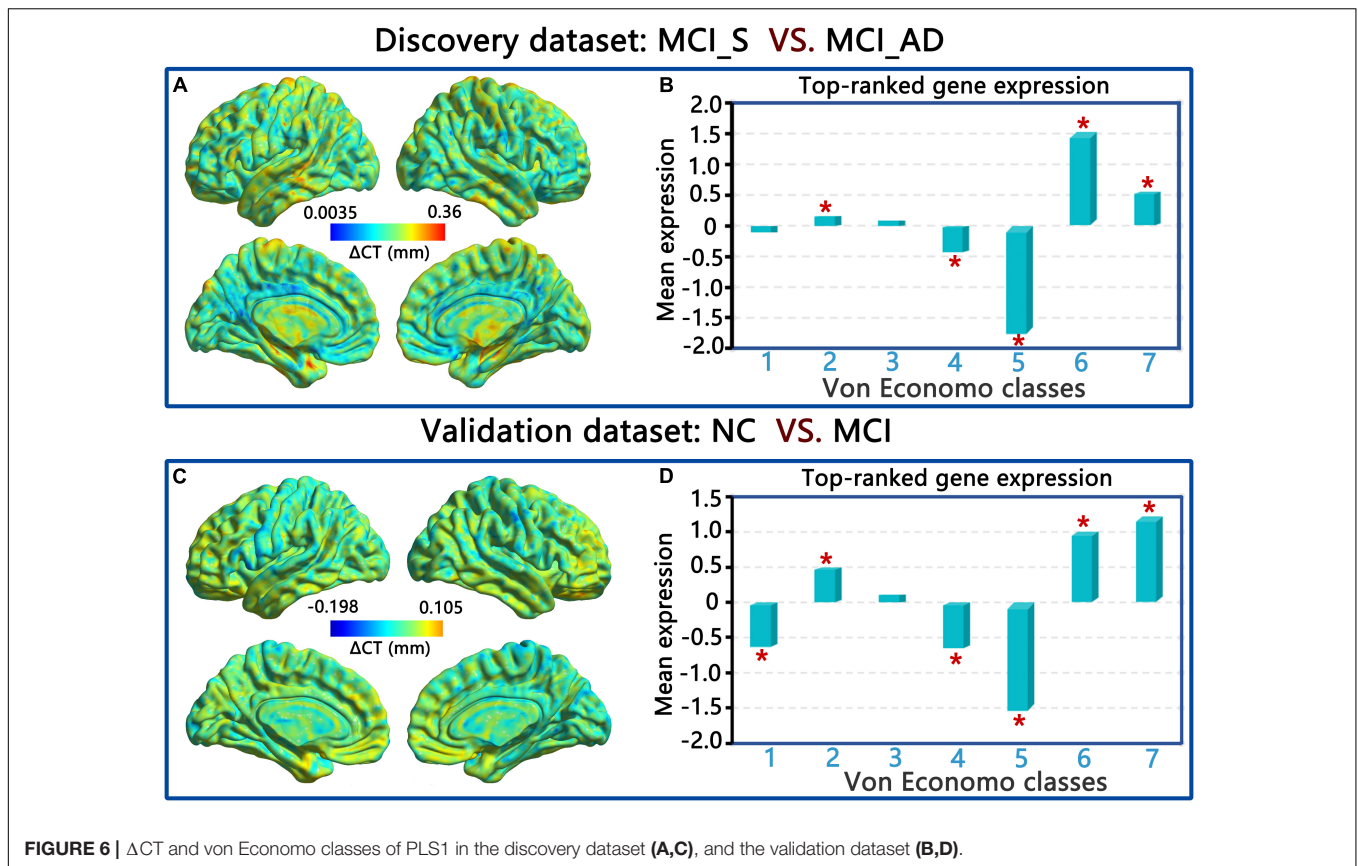 Discovery dataset: MCI_S VS. MCI_AD
A
0.0035 0.36
ΔCT (mm)
B
Top-ranked gene expression
Mean expression
2.0
1.5
1.0
0.5
0
-0.5
-1.0
-1.5
-2.0
* * * * *
1 2 3 4 5 6 7
Von Economo classes
Validation dataset: NC VS. MCI
C
-0.198 0.105
ΔCT (mm)
D
Top-ranked gene expression
Mean expression
1.5
1.0
0.5
0
-0.5
-1.0
-1.5
-2.0
* * * * * *
1 2 3 4 5 6 7
Von Economo classes
FIGURE 6 | ΔCT and von Economo classes of PLS1 in the discovery dataset (A,C), and the validation dataset (B,D).